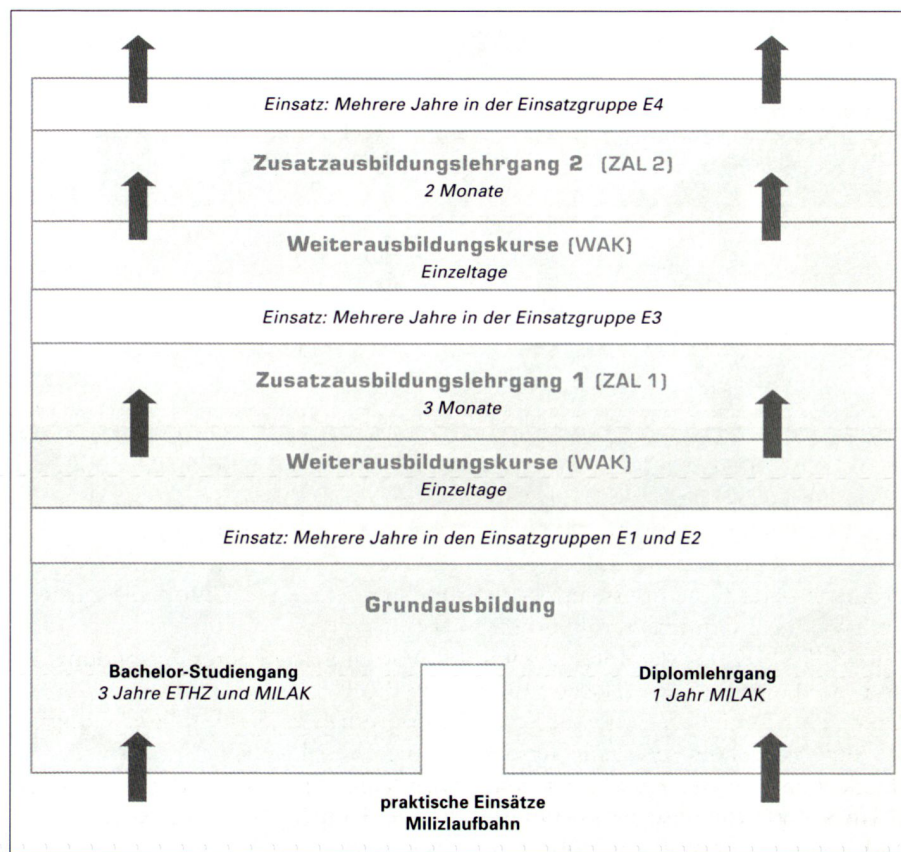 Einsatz: Mehrere Jahre in der Einsatzgruppe E4
Zusatzausbildungslehrgang 2 (ZAL 2)
2 Monate
Weiterausbildungskurse (WAK)
Einzeltage
Einsatz: Mehrere Jahre in der Einsatzgruppe E3
Zusatzausbildungslehrgang 1 (ZAL 1)
3 Monate
Weiterausbildungskurse (WAK)
Einzeltage
Einsatz: Mehrere Jahre in den Einsatzgruppen E1 und E2
Grundausbildung
Bachelor-Studiengang
3 Jahre ETHZ und MILAK
Diplomlehrgang
1 Jahr MILAK
praktische Einsätze
Milizlaufbahn